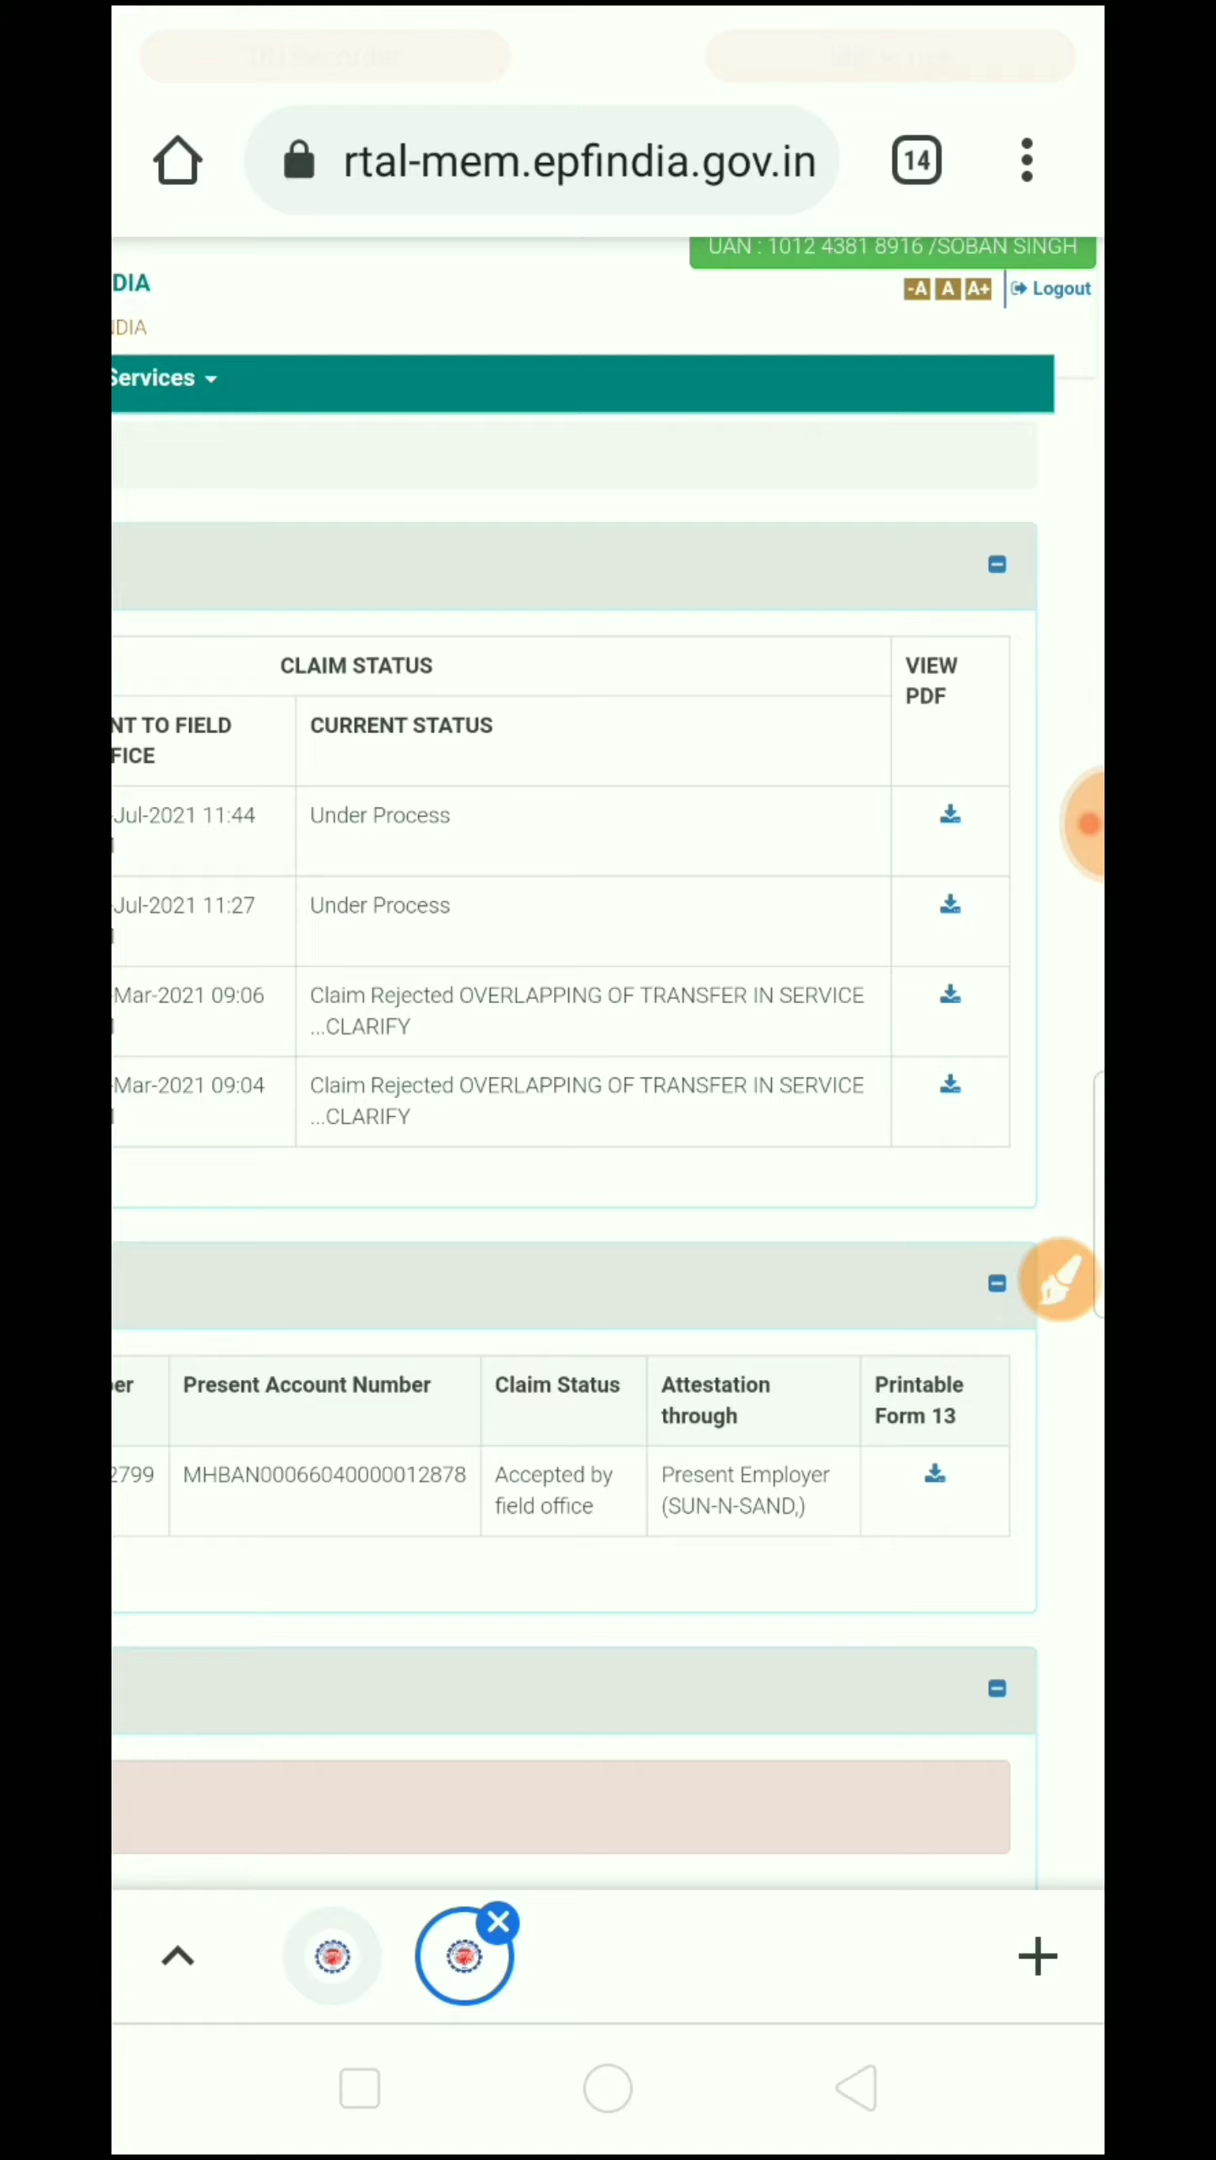 rtal-mem.epfindia.gov.in
14
UAN : 1012 4381 8916 /SOBAN SINGH
DIA
-A A A+ Logout
NDIA
Services
CLAIM STATUS
VIEW
PDF
NT TO FIELD
FICE
CURRENT STATUS
-Jul-2021 11:44
Under Process
-Jul-2021 11:27
Under Process
-Mar-2021 09:06
Claim Rejected OVERLAPPING OF TRANSFER IN SERVICE
...CLARIFY
-Mar-2021 09:04
Claim Rejected OVERLAPPING OF TRANSFER IN SERVICE
...CLARIFY
er
Present Account Number
Claim Status
Attestation
through
Printable
Form 13
2799
MHBAN00066040000012878
Accepted by
field office
Present Employer
(SUN-N-SAND,)